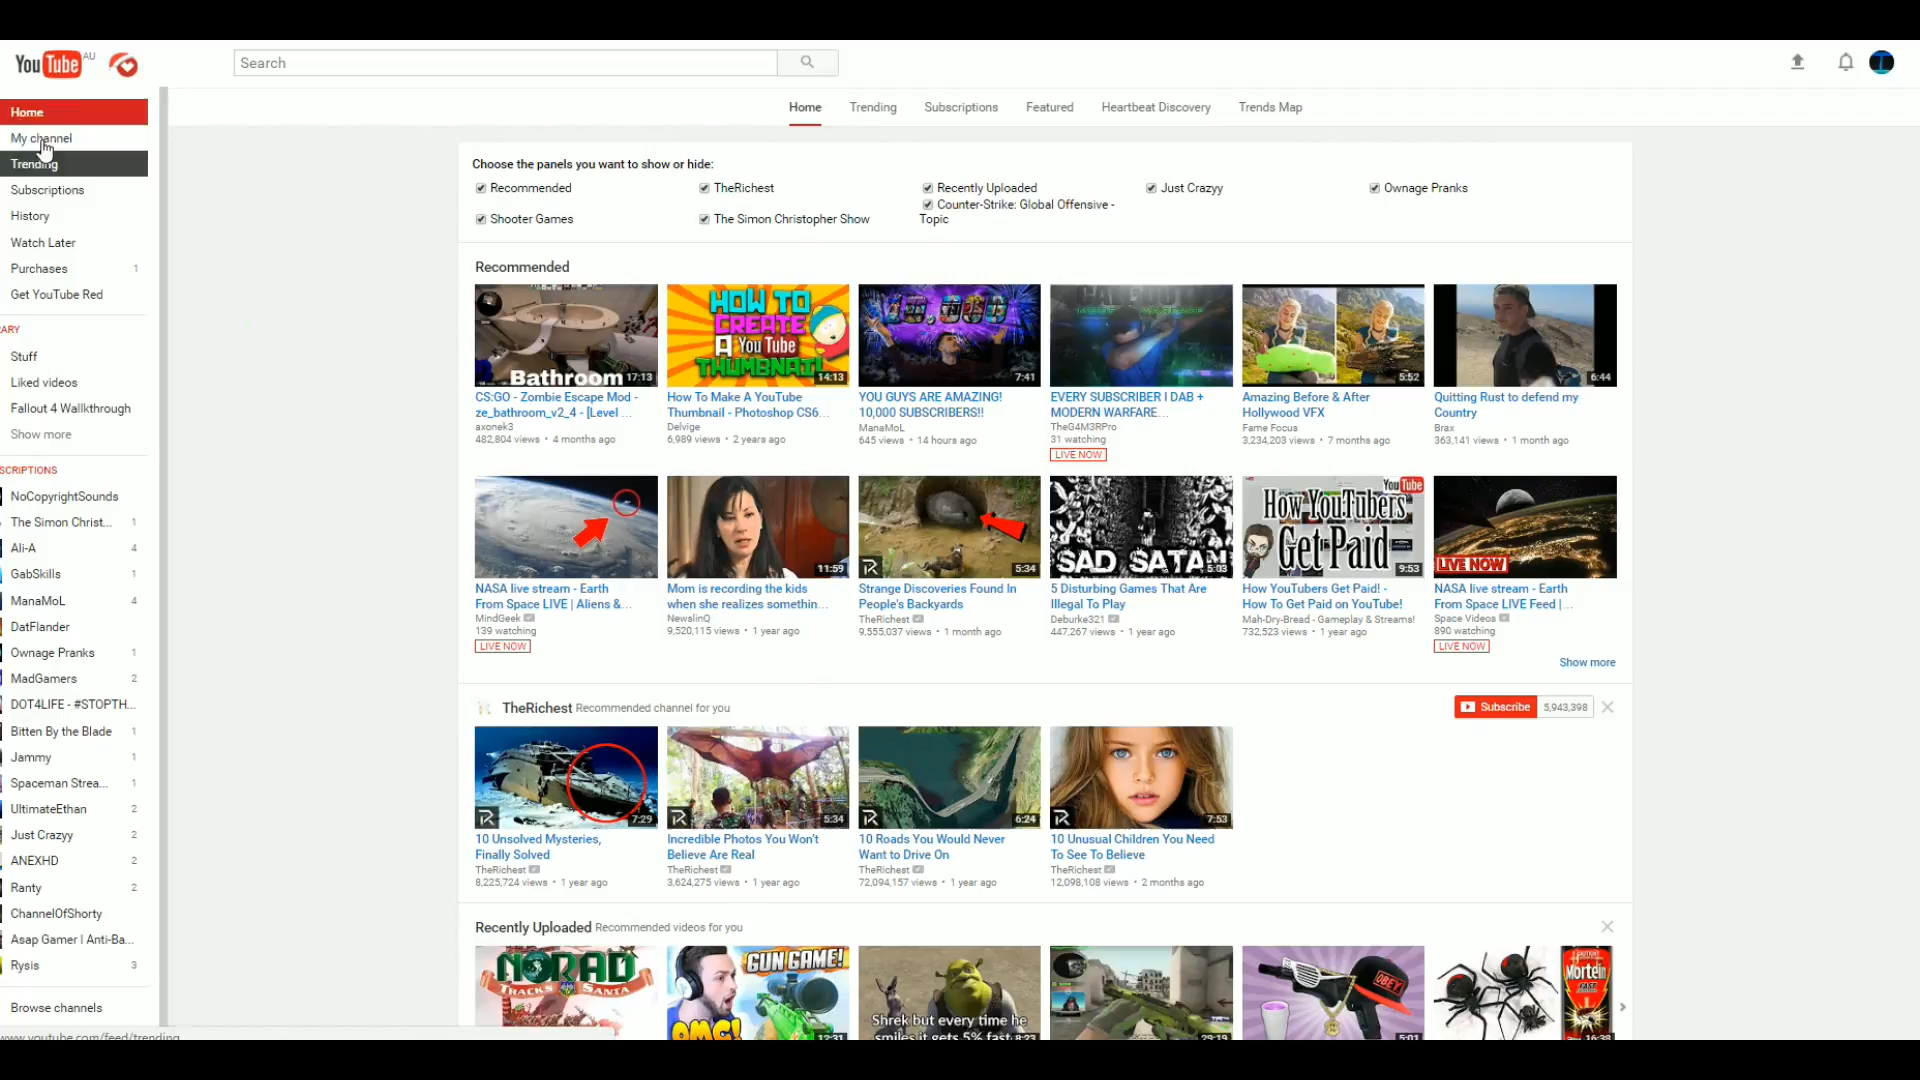 YouTube AU
Search
Home
My channel
Trending
Subscriptions
History
Watch Later
Purchases 1
Get YouTube Red
ARY
Stuff
Liked videos
Fallout 4 Wallkthrough
Show more
SCRIPTIONS
NoCopyrightSounds
The Simon Christ... 1
Ali-A 4
GabSkills 1
ManaMoL 4
DatFlander
Ownage Pranks 1
MadGamers 2
DOT4LIFE - #STOPTH...
Bitten By the Blade 1
Jammy 1
Spaceman Strea... 1
UltimateEthan 2
Just Crazyy 2
ANEXHD 2
Ranty 2
ChannelOfShorty
Asap Gamer | Anti-Ba...
Rysis 3
Browse channels
www.youtube.com/feed/trending
Home Trending Subscriptions Featured Heartbeat Discovery Trends Map
Choose the panels you want to show or hide:
Recommended TheRichest Recently Uploaded Just Crazyy Ownage Pranks
Shooter Games The Simon Christopher Show Counter-Strike: Global Offensive -
Topic
Recommended
Bathroom 17:13
CS:GO - Zombie Escape Mod -
ze_bathroom_v2_4 - [Level ...
axonek3
482,804 views • 4 months ago
HOW TO
CREATE
A YouTube
THUMBNAIL
14:13
How To Make A YouTube
Thumbnail - Photoshop CS6...
Delvige
6,989 views • 2 years ago
7:41
YOU GUYS ARE AMAZING!
10,000 SUBSCRIBERS!!
ManaMoL
645 views • 14 hours ago
EVERY SUBSCRIBER I DAB +
MODERN WARFARE...
TheG4M3RPro
31 watching
LIVE NOW
5:52
Amazing Before & After
Hollywood VFX
Fame Focus
3,234,203 views • 7 months ago
6:44
Quitting Rust to defend my
Country
Brax
363,141 views • 1 month ago
NASA live stream - Earth
From Space LIVE | Aliens &...
MindGeek
139 watching
LIVE NOW
11:59
Mom is recording the kids
when she realizes somethin...
NewslinQ
9,520,115 views • 1 year ago
R 5:34
Strange Discoveries Found In
People's Backyards
TheRichest
9,555,037 views • 1 month ago
SAD SATAN
5:03
5 Disturbing Games That Are
Illegal To Play
Deburke321
447,267 views • 1 year ago
YouTube
How YouTubers
Get Paid
9:53
How YouTubers Get Paid! -
How To Get Paid on YouTube!
Mah-Dry-Bread - Gameplay & Streams!
732,523 views • 1 year ago
LIVE NOW
NASA live stream - Earth
From Space LIVE Feed |...
Space Videos
890 watching
LIVE NOW
Show more
TheRichest Recommended channel for you
Subscribe 5,943,398
R 7:29
10 Unsolved Mysteries,
Finally Solved
TheRichest
8,225,724 views • 1 year ago
R 5:34
Incredible Photos You Won't
Believe Are Real
TheRichest
3,624,275 views • 1 year ago
R 6:24
10 Roads You Would Never
Want to Drive On
TheRichest
72,094,157 views • 1 year ago
R 7:53
10 Unusual Children You Need
To See To Believe
TheRichest
12,098,108 views • 2 months ago
Recently Uploaded Recommended videos for you
NORAD
TRACKS SANTA
GUN GAME!
OMG!
12:31
Shrek but every time he
smiles it gets 5% fast
8:23
29:19
OBEY
5:01
Mortein
FAST
16:38